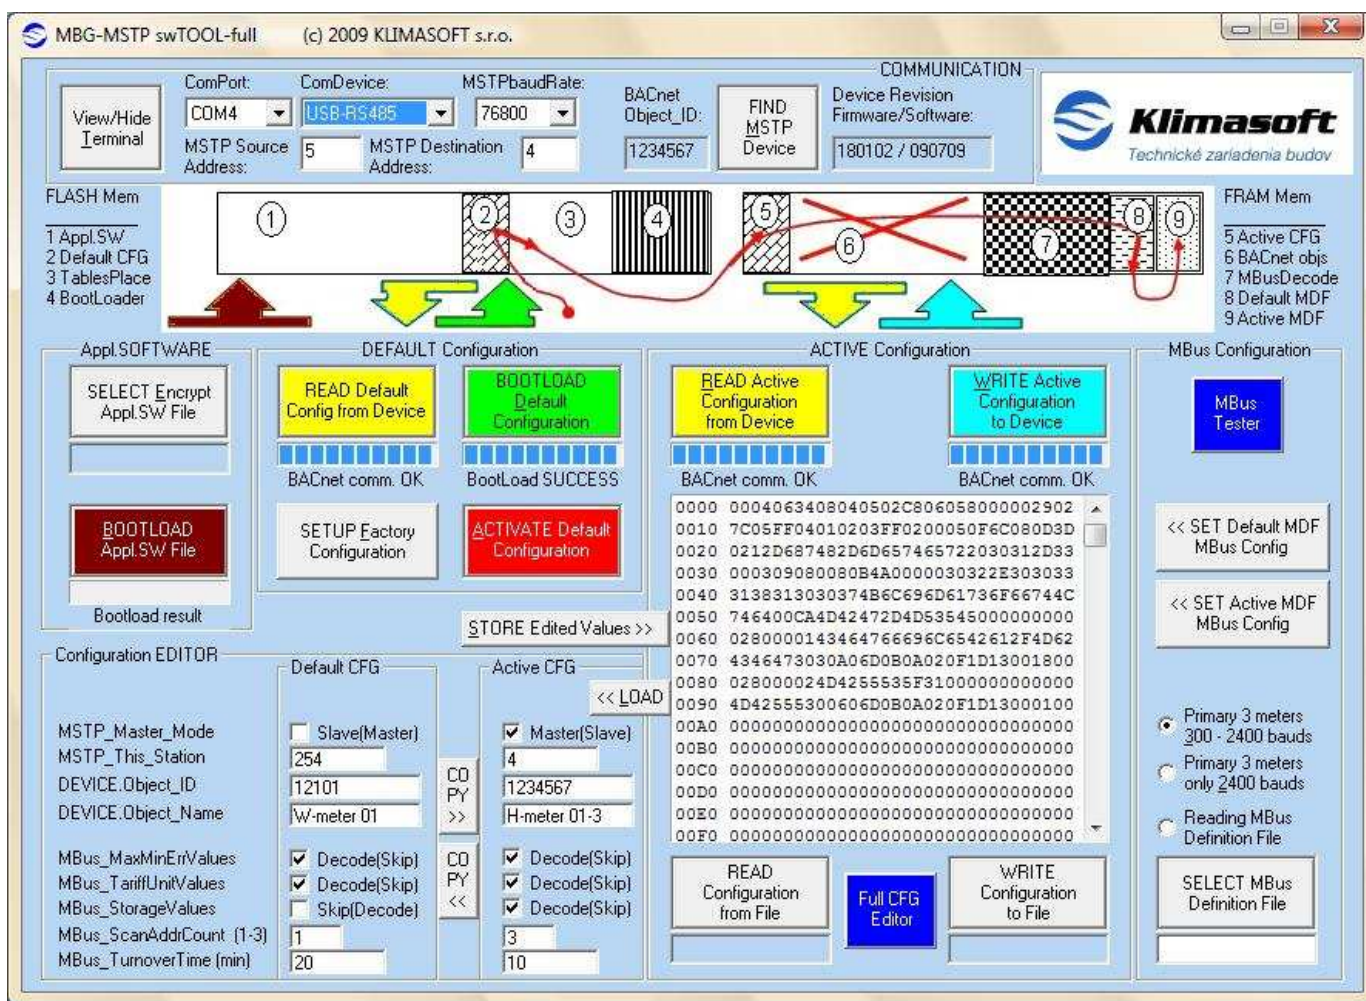 MBG-MSTP swTOOL-full (c) 2009 KLIMASOFT s.r.o.
COMMUNICATION
View/Hide
Terminal
ComPort:
COM4
ComDevice:
USB-RS485
MSTPbaudRate:
76800
MSTP Source
Address:
5
MSTP Destination
Address:
4
BACnet
Object_ID:
1234567
FIND
MSTP
Device
Device Revision
Firmware/Software:
180102 / 090709
Klimasoft
Technické zariadenia budov
FLASH Mem
1 Appl.SW
2 Default CFG
3 TablesPlace
4 BootLoader
1
2
3
4
5
6
7
8
9
FRAM Mem
5 Active CFG
6 BACnet objs
7 MBusDecode
8 Default MDF
9 Active MDF
Appl.SOFTWARE
SELECT Encrypt
Appl.SW File
BOOTLOAD
Appl.SW File
Bootload result
DEFAULT Configuration
READ Default
Config from Device
BACnet comm. OK
BOOTLOAD
Default
Configuration
BootLoad SUCCESS
SETUP Factory
Configuration
ACTIVATE Default
Configuration
ACTIVE Configuration
READ Active
Configuration
from Device
BACnet comm. OK
WRITE Active
Configuration
to Device
BACnet comm. OK
0000 0004063408040502C806058000002902
0010 7C05FF04010203FF0200050F6C080D3D
0020 0212D687482D6D657465722030312D33
0030 000309080080B4A0000030322E303033
0040 3138313030374B6C696D61736F66744C
0050 746400CA4D42472D4D53545000000000
0060 028000014346476 6696C6542612F4D62
0070 4346473030A06D0B0A020F1D13001800
0080 028000024D4255535F31000000000000
0090 4D42555300606D0B0A020F1D13000100
00A0 00000000000000000000000000000000
00B0 00000000000000000000000000000000
00C0 00000000000000000000000000000000
00D0 00000000000000000000000000000000
00E0 00000000000000000000000000000000
00F0 00000000000000000000000000000000
STORE Edited Values >>
<< LOAD
READ
Configuration
from File
Full CFG
Editor
WRITE
Configuration
to File
MBus Configuration
MBus
Tester
<< SET Default MDF
MBus Config
<< SET Active MDF
MBus Config
Primary 3 meters
300 - 2400 bauds
Primary 3 meters
only 2400 bauds
Reading MBus
Definition File
SELECT MBus
Definition File
Configuration EDITOR
Default CFG
Active CFG
MSTP_Master_Mode Slave(Master) Master(Slave)
MSTP_This_Station 254 4
DEVICE.Object_ID 12101 1234567
DEVICE.Object_Name W-meter 01 H-meter 01-3
CO
PY
>>
MBus_MaxMinErrValues Decode(Skip) Decode(Skip)
MBus_TariffUnitValues Decode(Skip) Decode(Skip)
MBus_StorageValues Skip(Decode) Decode(Skip)
MBus_ScanAddrCount (1-3) 1 3
MBus_TurnoverTime (min) 20 10
CO
PY
<<